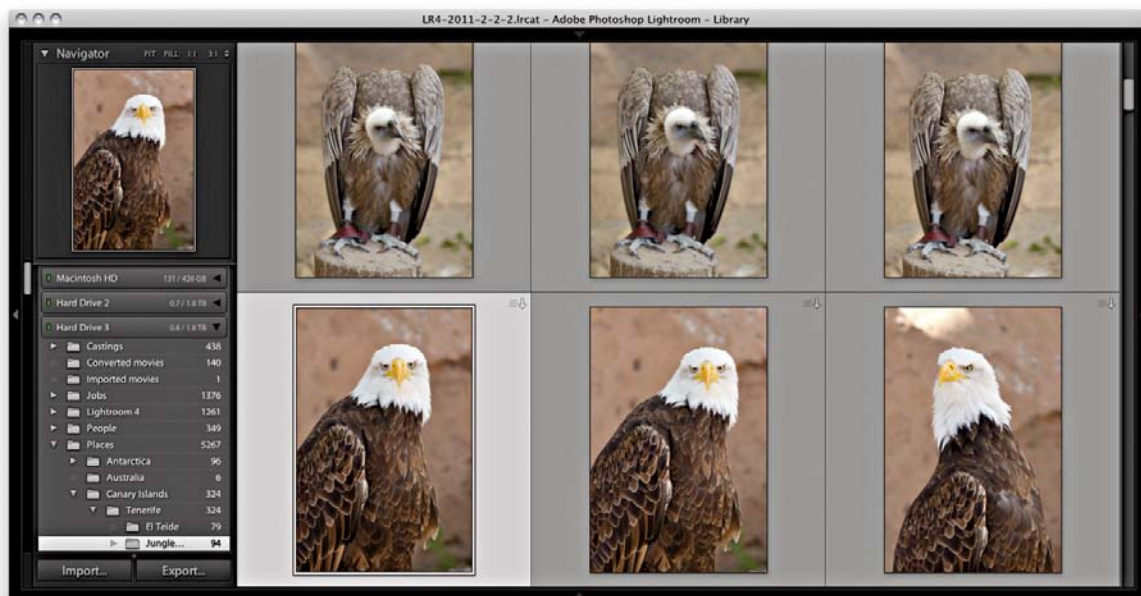 LR4-2011-2-2-2.lrcat - Adobe Photoshop Lightroom - Library
Navigator FIT FILL 1:1 3:1
Macintosh HD 131 / 426 GB
Hard Drive 2 0.7 / 1.8 TB
Hard Drive 3 0.8 / 1.8 TB
Castings 438
Converted movies 140
Imported movies 1
Jobs 1376
Lightroom 4 1261
People 349
Places 5267
Antarctica 96
Australia 6
Canary Islands 324
Tenerife 324
El Teide 79
Jungle... 94
Import... Export...